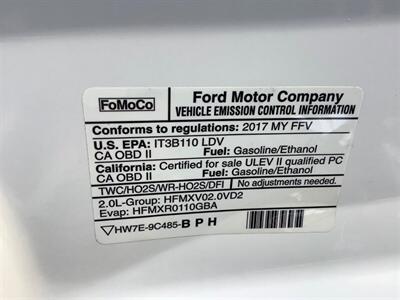 FoMoCo
Ford Motor Company
VEHICLE EMISSION CONTROL INFORMATION
Conforms to regulations: 2017 MY FFV
U.S. EPA: IT3B110 LDV
CA OBD II Fuel: Gasoline/Ethanol
California: Certified for sale ULEV II qualified PC
CA OBD II Fuel: Gasoline/Ethanol
TWC/HO2S/WR-HO2S/DFI No adjustments needed.
2.0L-Group: HFMXV02.0VD2
Evap: HFMXR0110GBA
HW7E-9C485-BPH